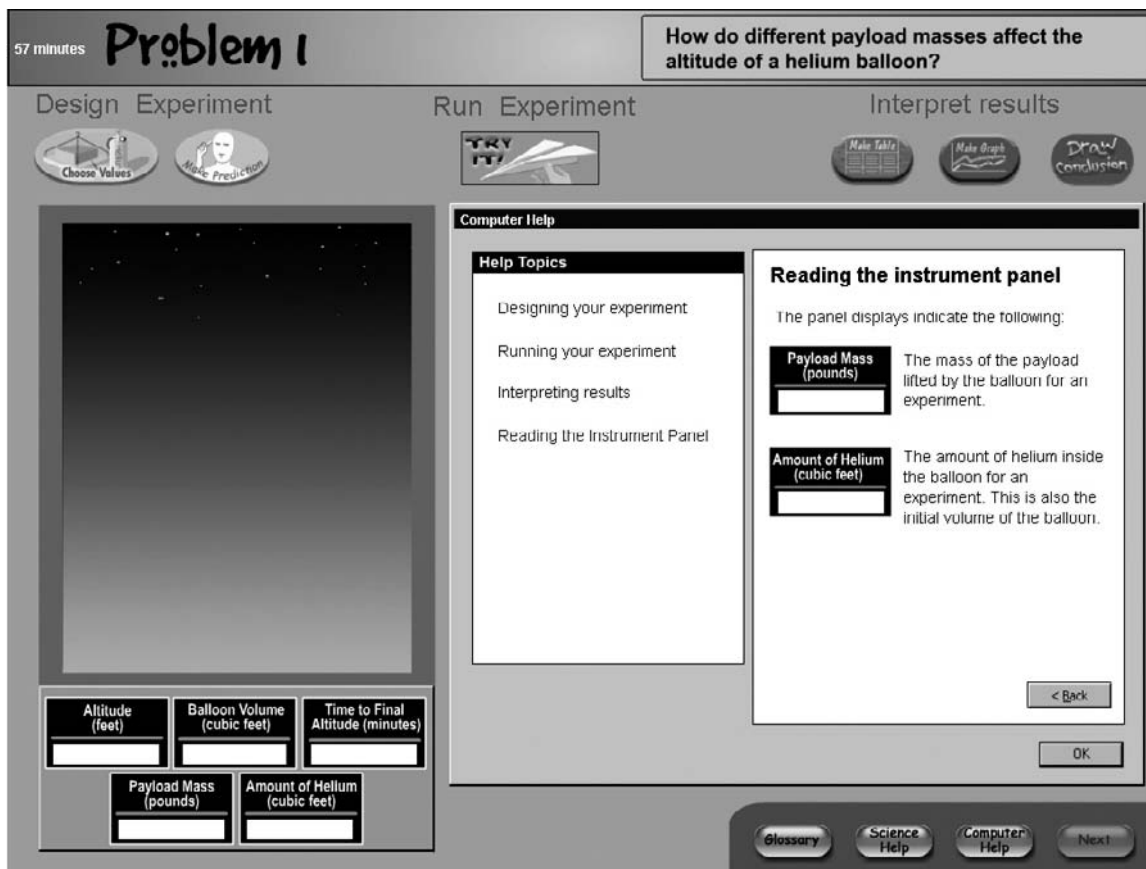 57 minutes
Problem 1
How do different payload masses affect the
altitude of a helium balloon?
Design Experiment
Run Experiment
Interpret results
Choose Values
Make Prediction
TRY
IT!
Make Table
Make Graph
Draw
Conclusion
Computer Help
Help Topics
Designing your experiment
Running your experiment
Interpreting results
Reading the Instrument Panel
Reading the instrument panel
The panel displays indicate the following:
Payload Mass
(pounds)
The mass of the payload
lifted by the balloon for an
experiment.
Amount of Helium
(cubic feet)
The amount of helium inside
the balloon for an
experiment. This is also the
initial volume of the balloon.
< Back
OK
Altitude
(feet)
Balloon Volume
(cubic feet)
Time to Final
Altitude (minutes)
Payload Mass
(pounds)
Amount of Helium
(cubic feet)
Glossary
Science
Help
Computer
Help
Next